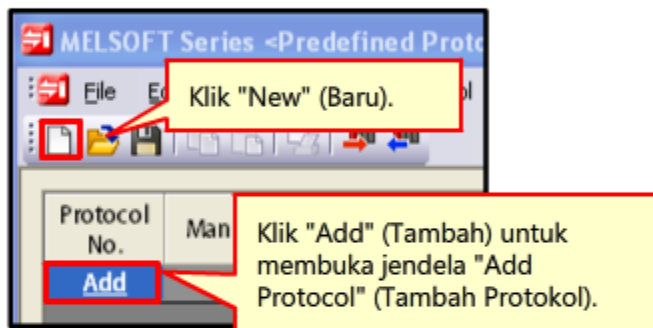 MELSOFT Series <Predefined Proto
File
Klik "New" (Baru).
Protocol
No.
Man
Add
Klik "Add" (Tambah) untuk
membuka jendela "Add
Protocol" (Tambah Protokol).